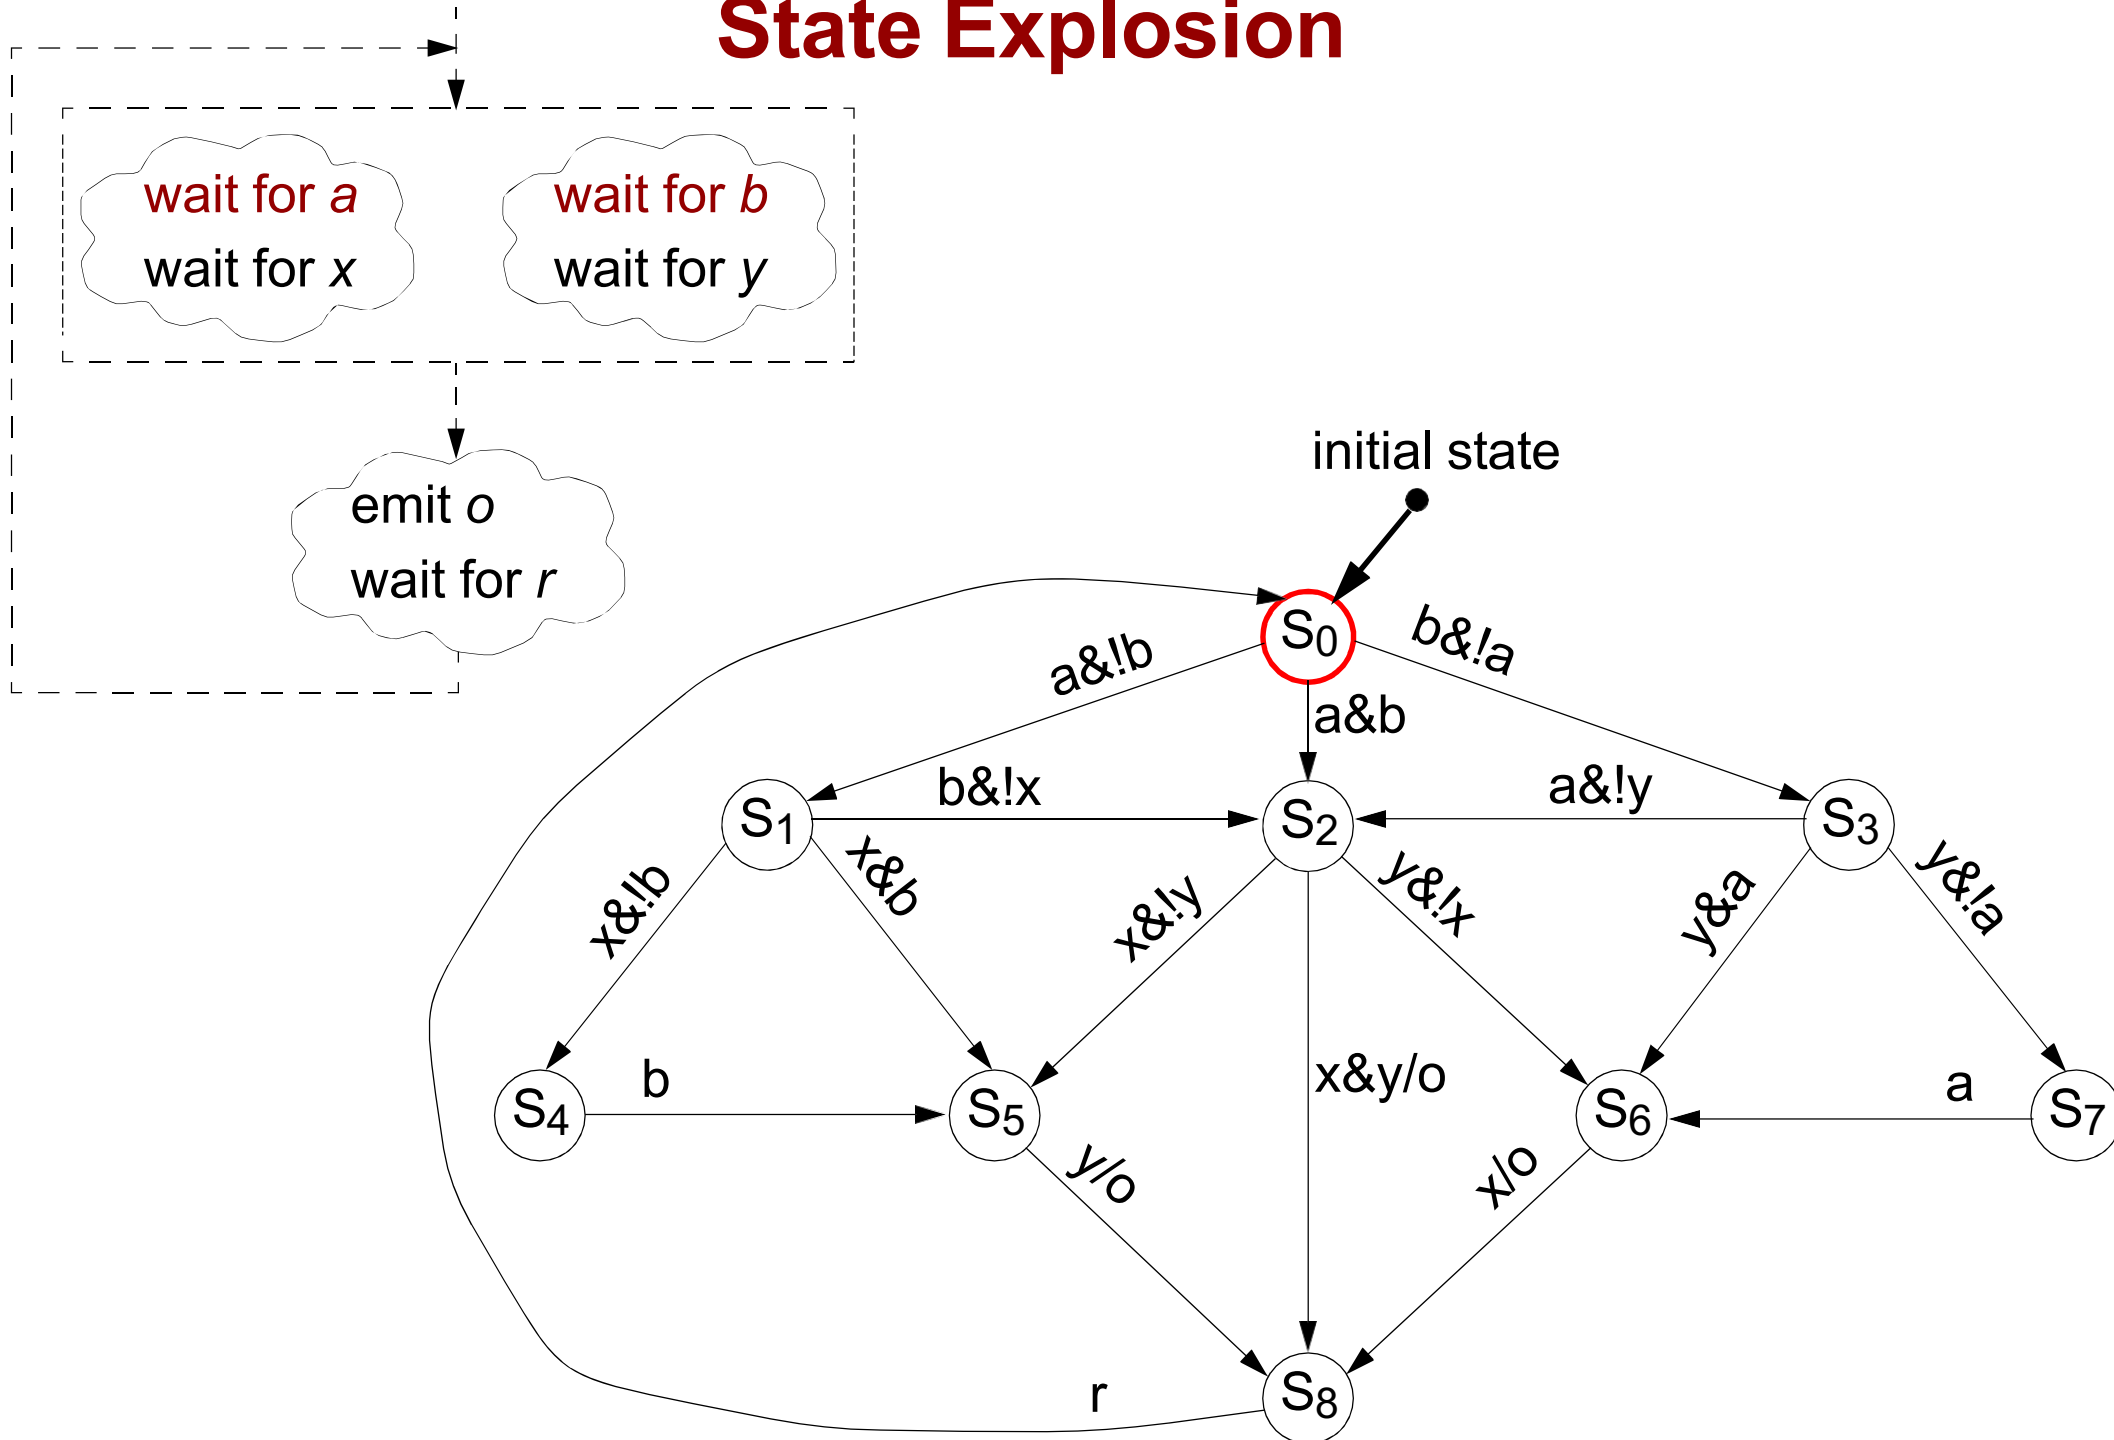 State Explosion
wait for a
wait for x
wait for b
wait for y
emit o
wait for r
initial state
S0
a&!b
b&!a
a&b
S1
b&!x
S2
a&!y
S3
x&!b
x&b
x&!y
y&!x
y&a
y&!a
S4
b
S5
x&y/o
S6
a
S7
y/o
x/o
r
S8